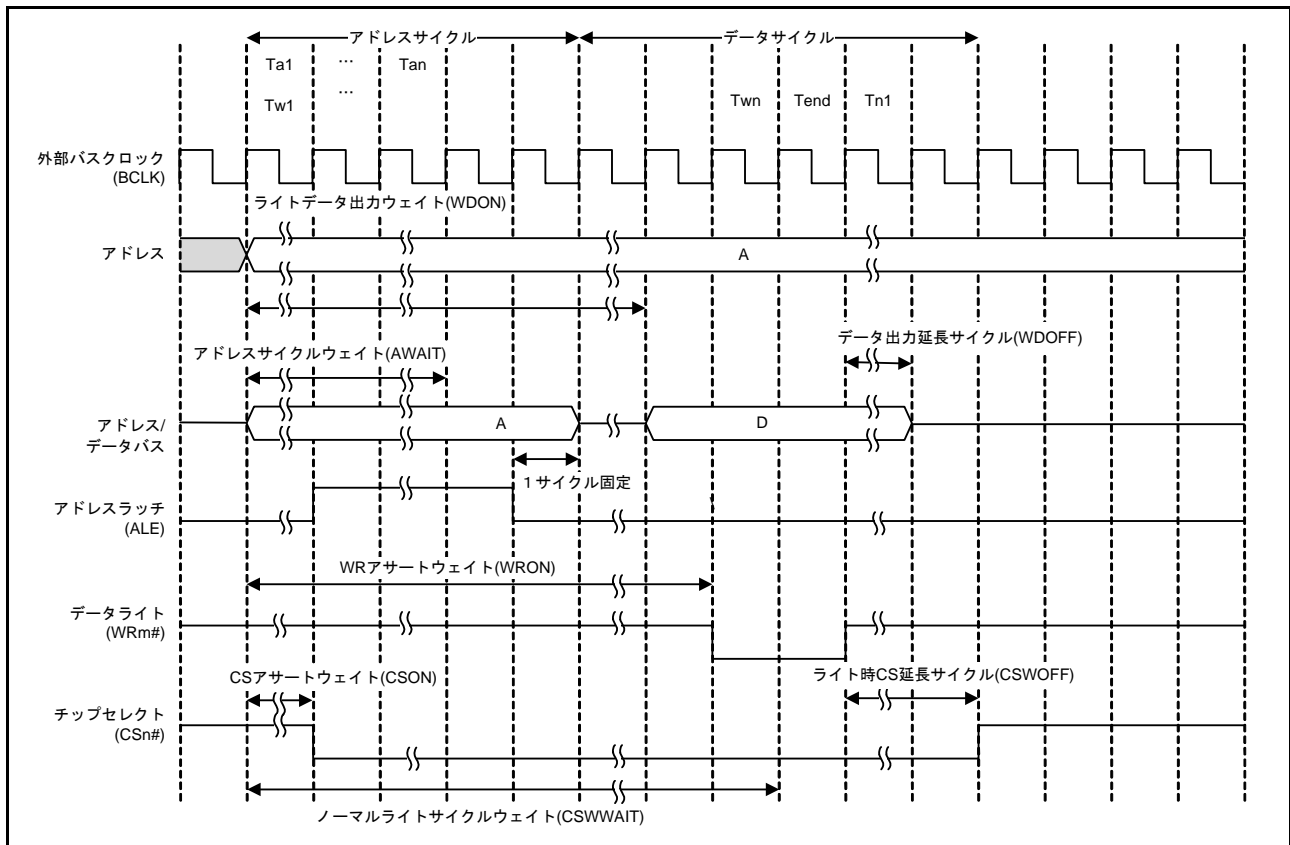 アドレスサイクル データサイクル
Ta1 … Tan
Tw1 … Twn Tend Tn1
外部バスクロック
(BCLK)
ライトデータ出力ウェイト(WDON)
アドレス A
データ出力延長サイクル(WDOFF)
アドレスサイクルウェイト(AWAIT)
アドレス/
データバス A D
1サイクル固定
アドレスラッチ
(ALE)
WRアサートウェイト(WRON)
データライト
(WRm#)
CSアサートウェイト(CSON) ライト時CS延長サイクル(CSWOFF)
チップセレクト
(CSn#)
ノーマルライトサイクルウェイト(CSWWAIT)